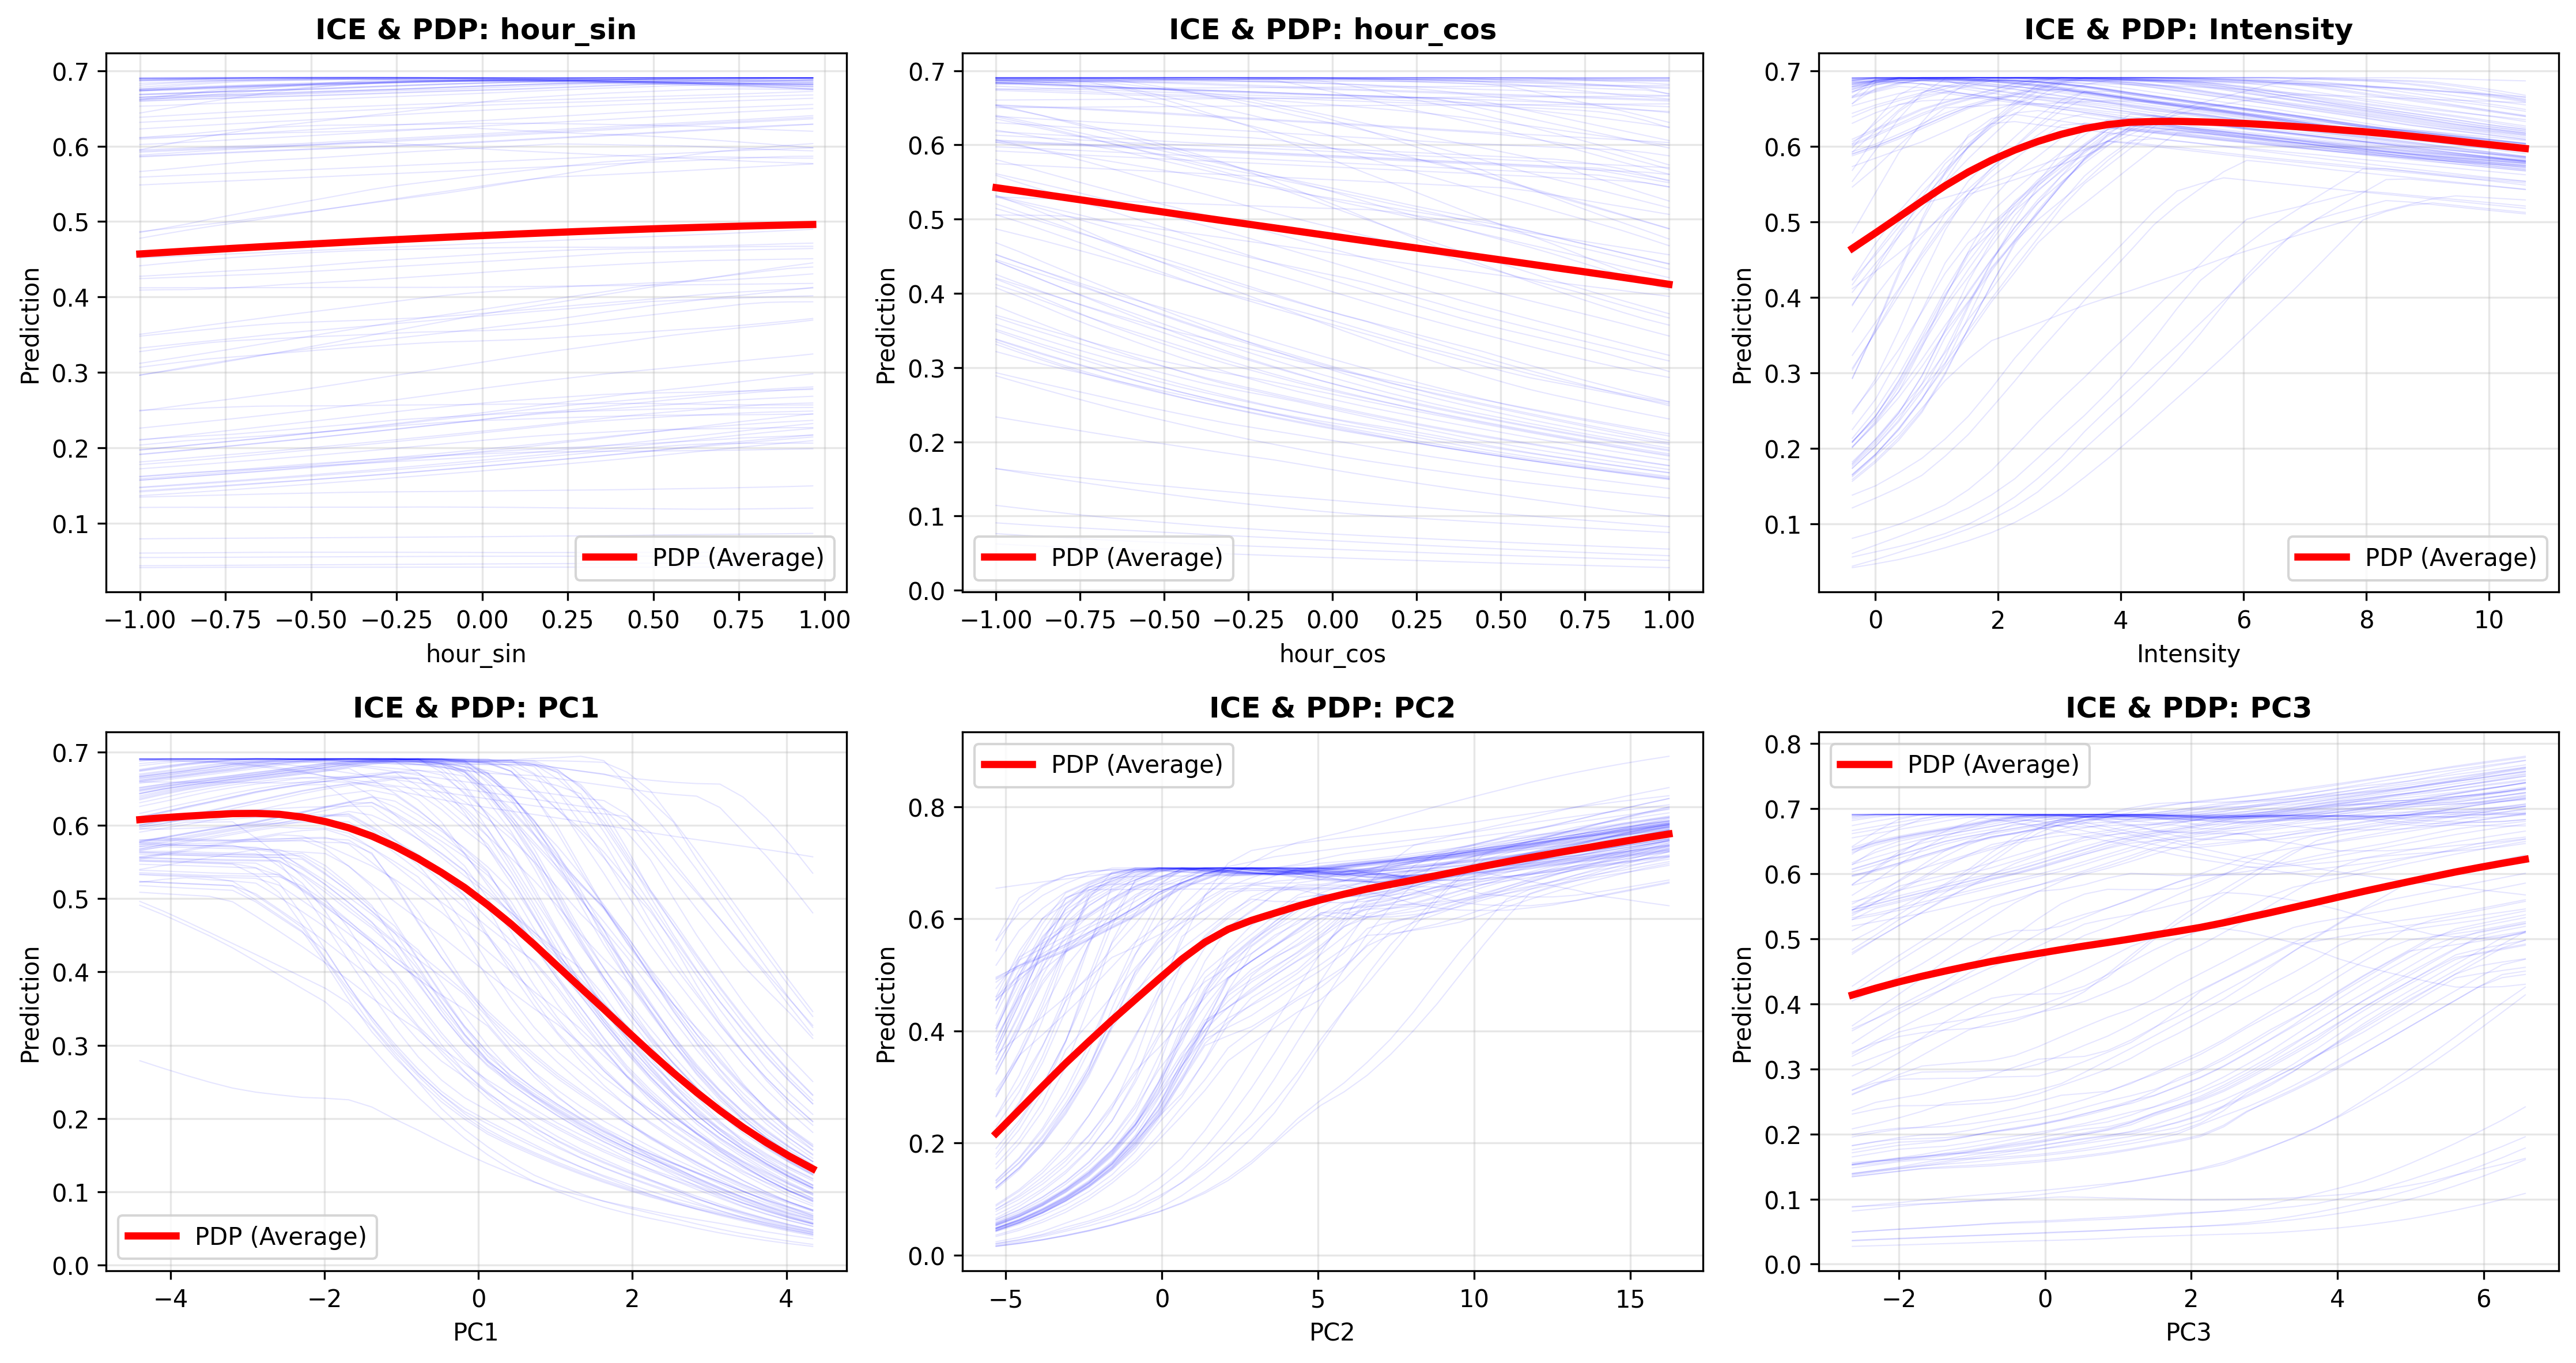 ICE & PDP: hour_sin
0.7
0.6
0.5
0.4
0.3
0.2
0.1
Prediction
PDP (Average)
−1.00 −0.75 −0.50 −0.25 0.00 0.25 0.50 0.75 1.00
hour_sin
ICE & PDP: hour_cos
0.7
0.6
0.5
0.4
0.3
0.2
0.1
0.0
Prediction
PDP (Average)
−1.00 −0.75 −0.50 −0.25 0.00 0.25 0.50 0.75 1.00
hour_cos
ICE & PDP: Intensity
0.7
0.6
0.5
0.4
0.3
0.2
0.1
Prediction
PDP (Average)
0 2 4 6 8 10
Intensity
ICE & PDP: PC1
0.7
0.6
0.5
0.4
0.3
0.2
0.1
0.0
Prediction
PDP (Average)
−4 −2 0 2 4
PC1
ICE & PDP: PC2
PDP (Average)
0.8
0.6
0.4
0.2
0.0
Prediction
−5 0 5 10 15
PC2
ICE & PDP: PC3
PDP (Average)
0.8
0.7
0.6
0.5
0.4
0.3
0.2
0.1
0.0
Prediction
−2 0 2 4 6
PC3